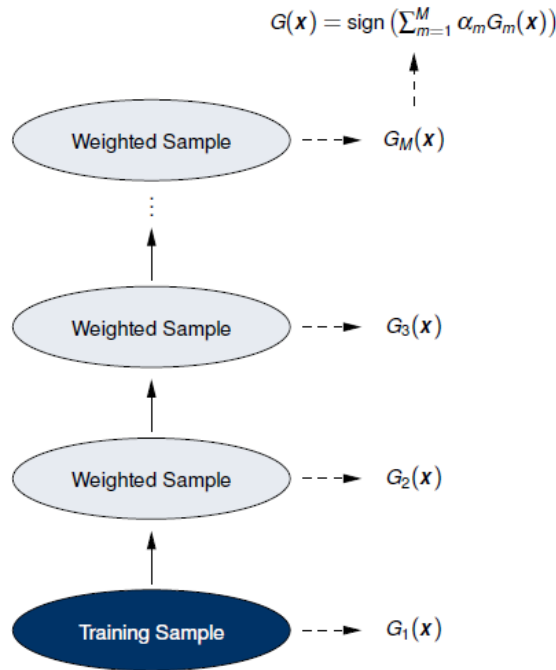 G(x) = sign (∑_{m=1}^{M} α_m G_m(x))
Weighted Sample
G_M(x)
⋮
Weighted Sample
G_3(x)
Weighted Sample
G_2(x)
Training Sample
G_1(x)